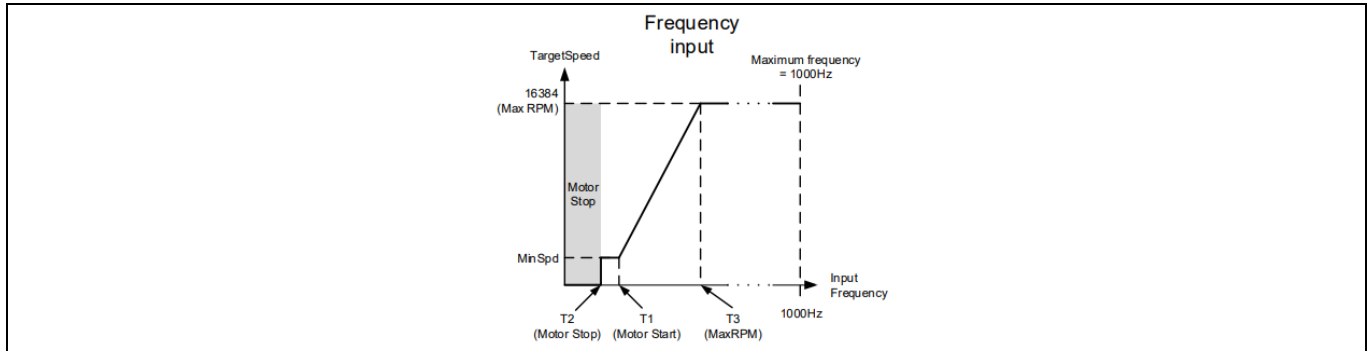 Frequency
input
TargetSpeed
Maximum frequency
= 1000Hz
16384
(Max RPM)
Motor
Stop
MinSpd
Input
Frequency
T2
(Motor Stop)
T1
(Motor Start)
T3
(MaxRPM)
1000Hz